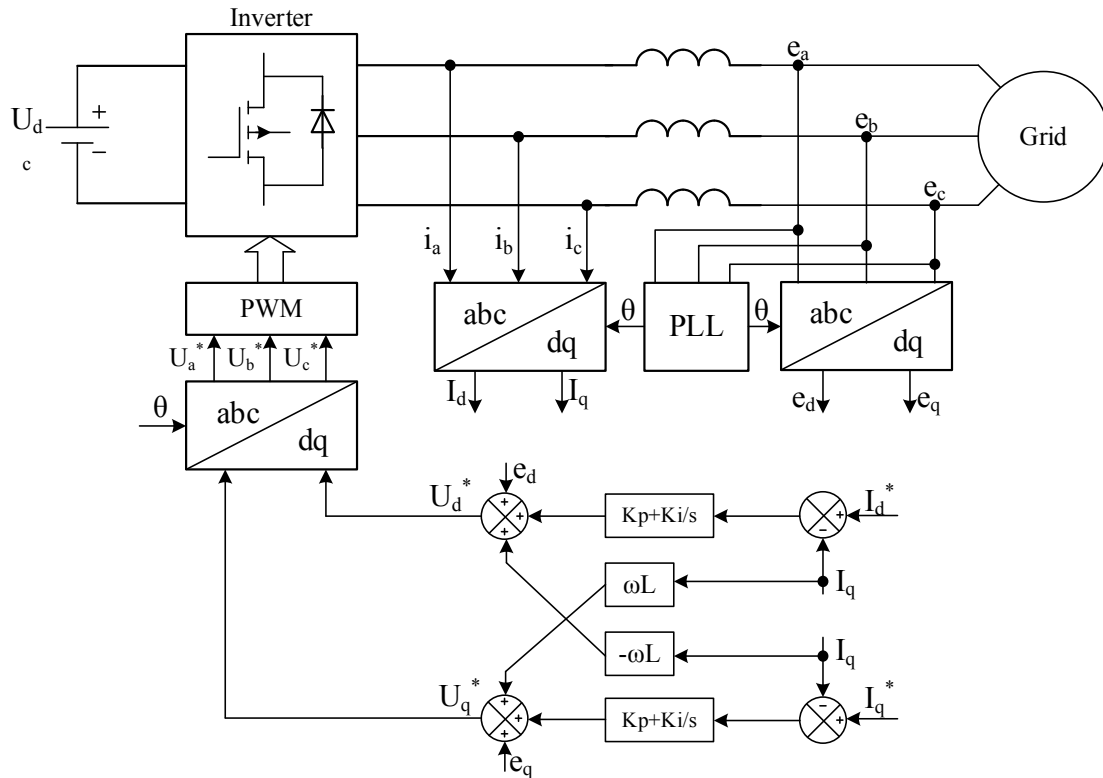 Inverter
e_a
U_d
+
e_b
Grid
−
c
e_c
i_a
i_b
i_c
PWM
abc
dq
θ
PLL
θ
abc
dq
U_a*
U_b*
U_c*
I_d
I_q
e_d
e_q
θ
abc
dq
e_d
U_d*
+
+
+
Kp+Ki/s
I_d*
+
−
ωL
I_q
-ωL
I_q
U_q*
+
+
+
Kp+Ki/s
−
+
I_q*
e_q